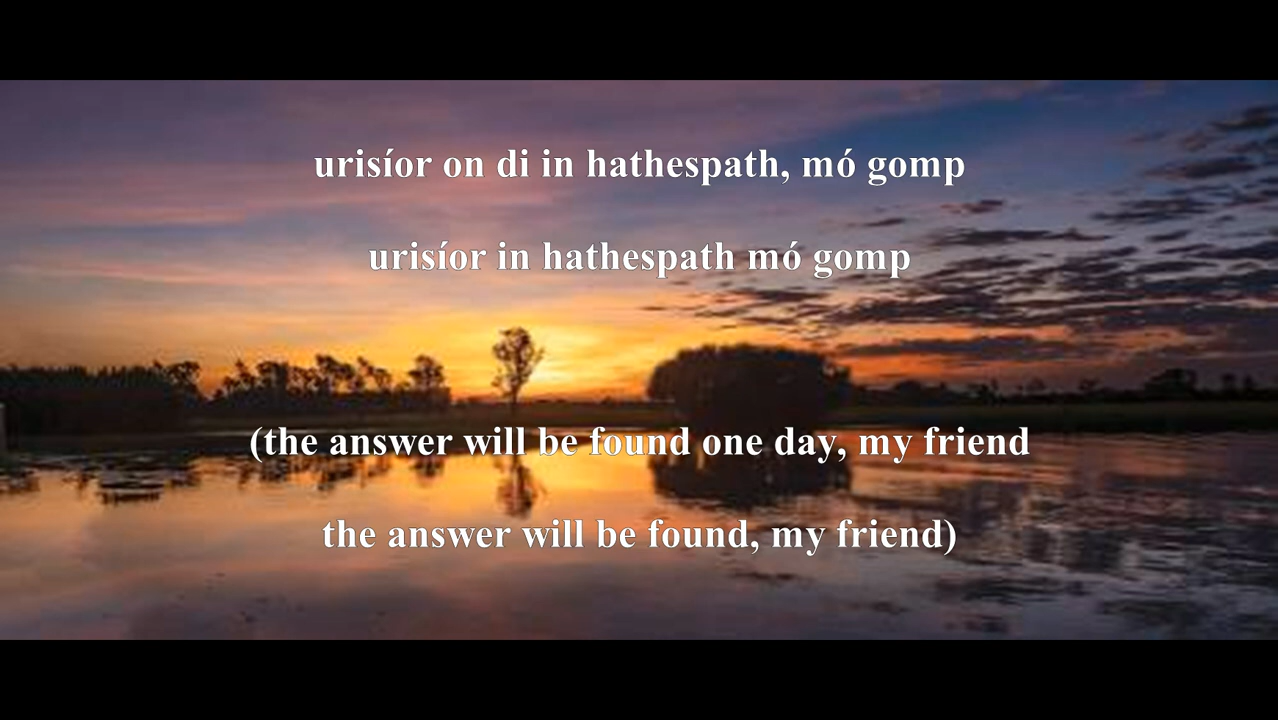 urisíor on di in hathespath, mó gomp
urisíor in hathespath mó gomp
(the answer will be found one day, my friend
the answer will be found, my friend)